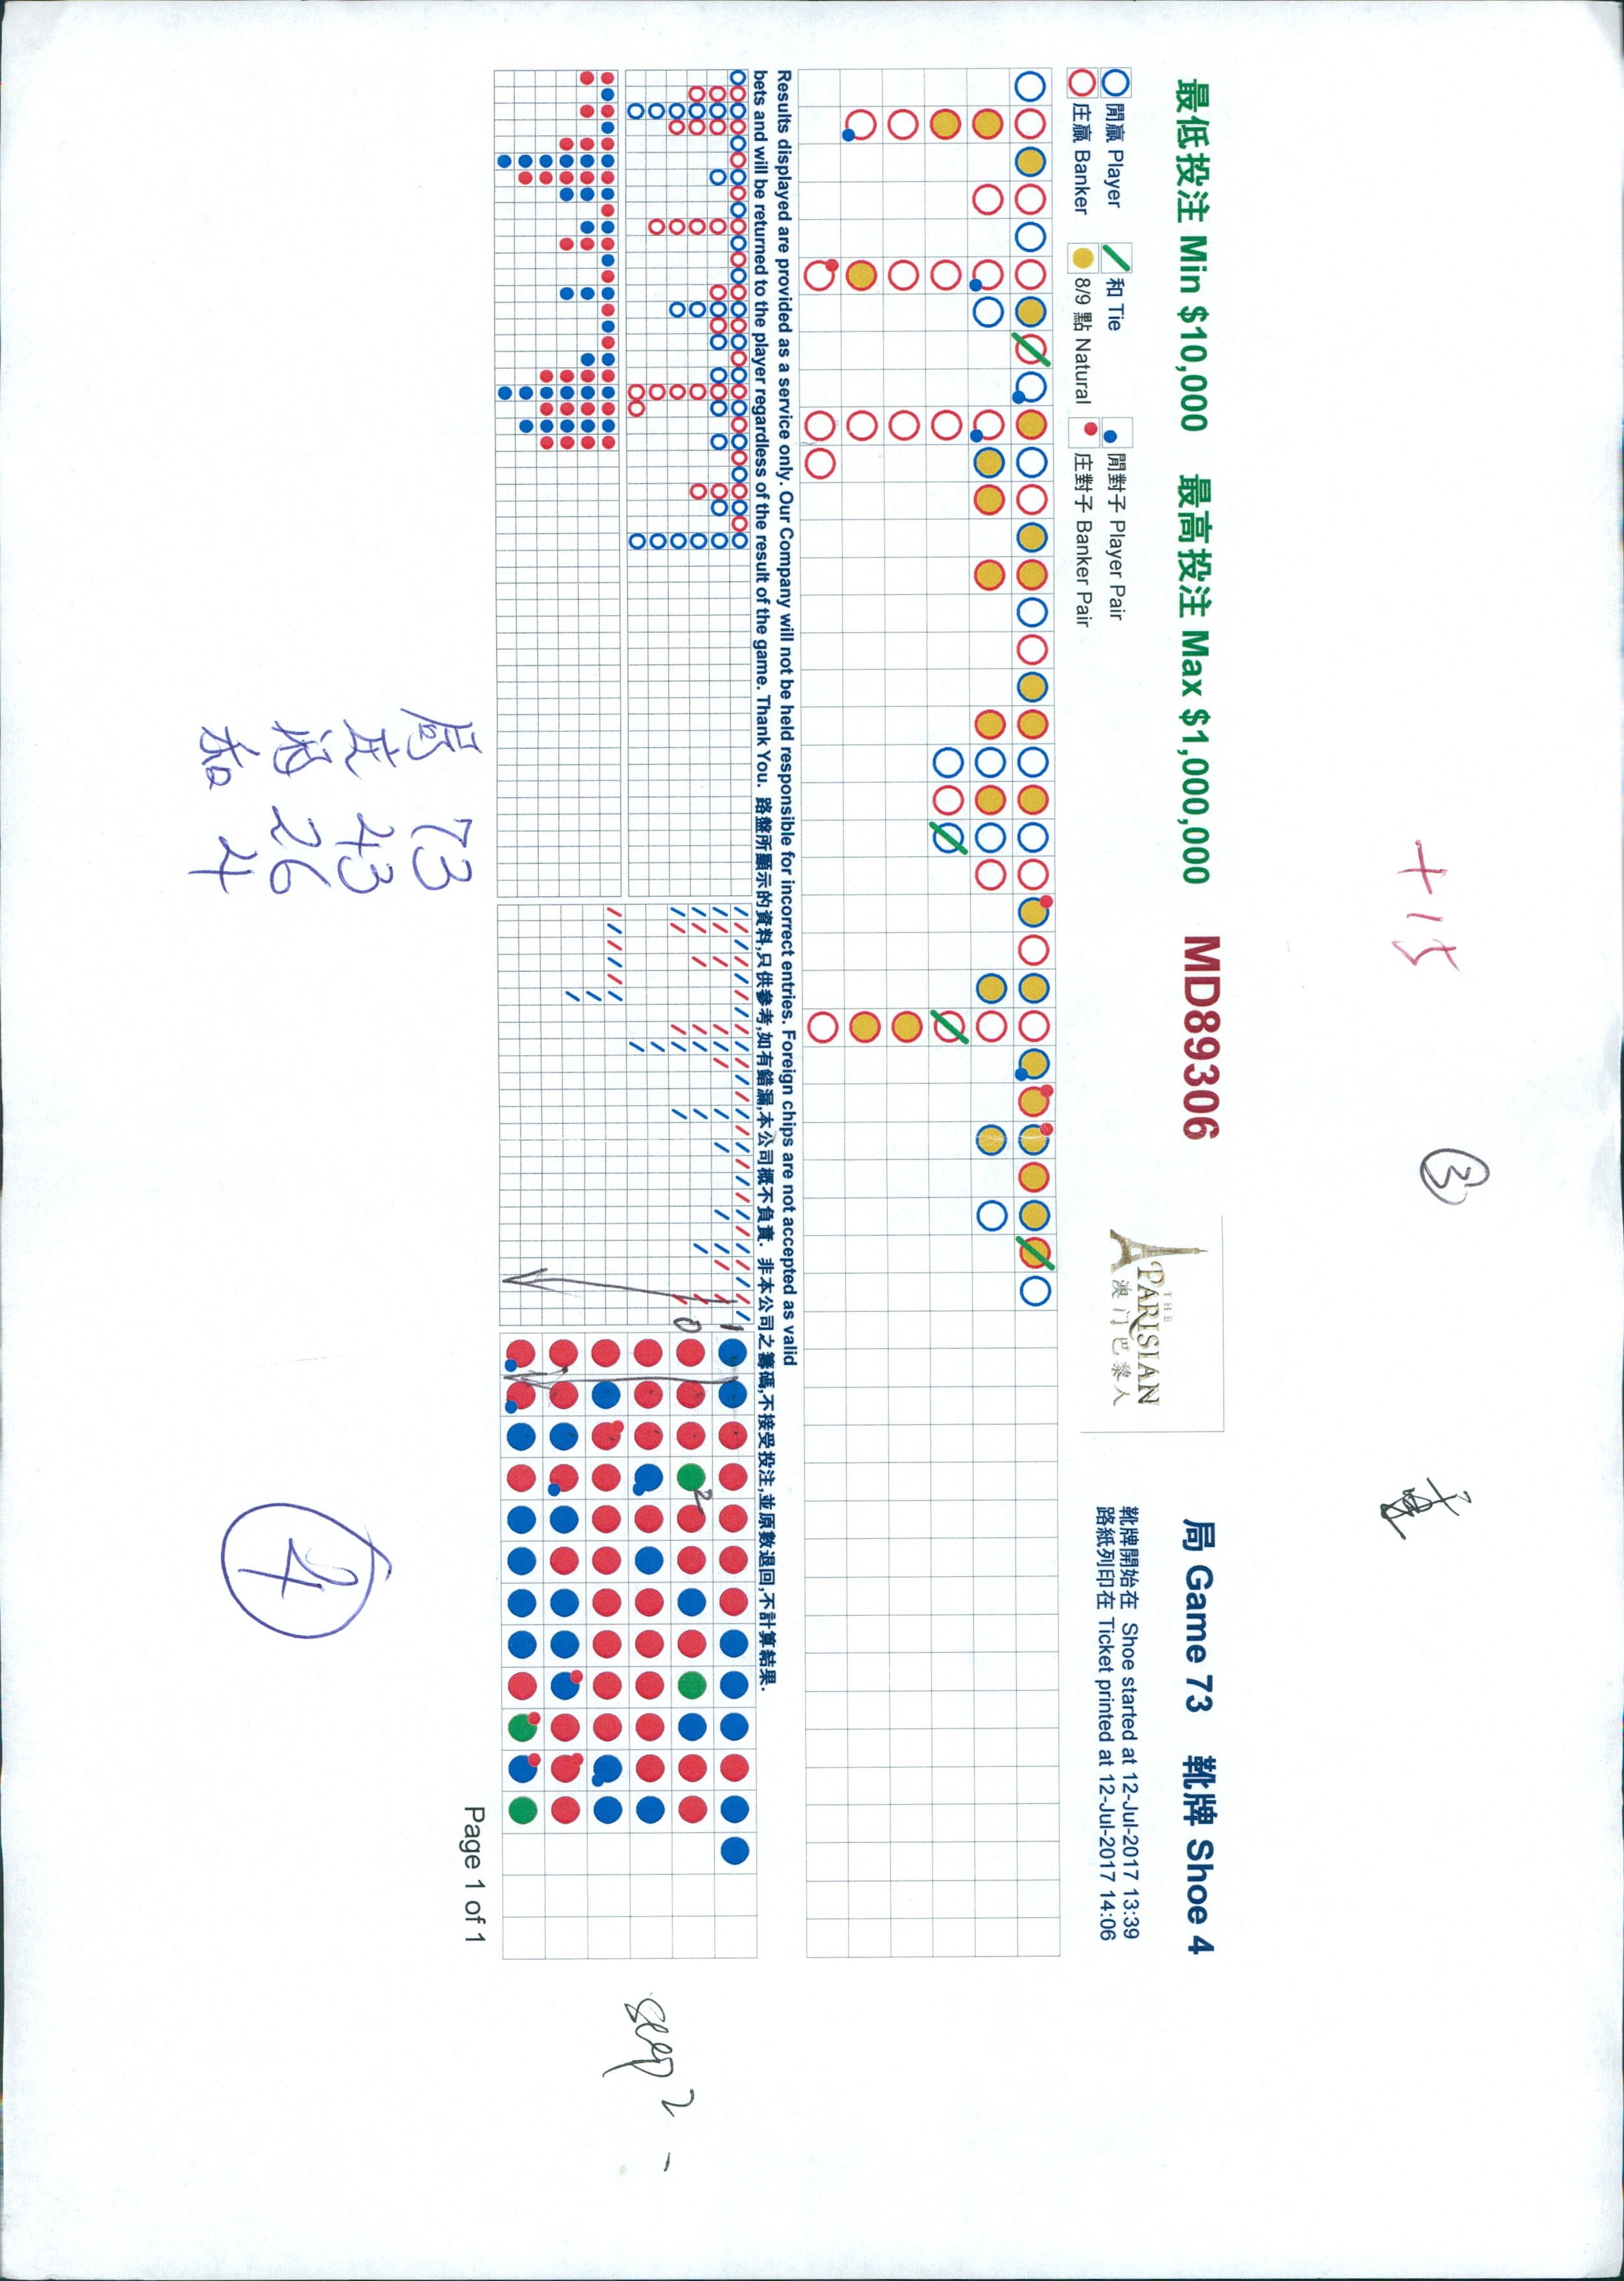 +15
③
最低投注 Min $10,000 最高投注 Max $1,000,000 MD89306
局 Game 73 靴牌 Shoe 4
THE
PARISIAN
澳门巴黎人
靴牌開始在 Shoe started at 12-Jul-2017 13:39
路紙列印在 Ticket printed at 12-Jul-2017 14:06
閒贏 Player 和 Tie 閒對子 Player Pair
庄贏 Banker 8/9 點 Natural 庄對子 Banker Pair
Results displayed are provided as a service only. Our Company will not be held responsible for incorrect entries. Foreign chips are not accepted as valid
bets and will be returned to the player regardless of the result of the game. Thank You. 路盤所顯示的資料,只供參考,如有錯漏,本公司概不負責. 非本公司之籌碼,不接受投注,並原數退回,不計算結果.
1
0
2
Page 1 of 1
局 73
庄 43
閑 26
和 4
4